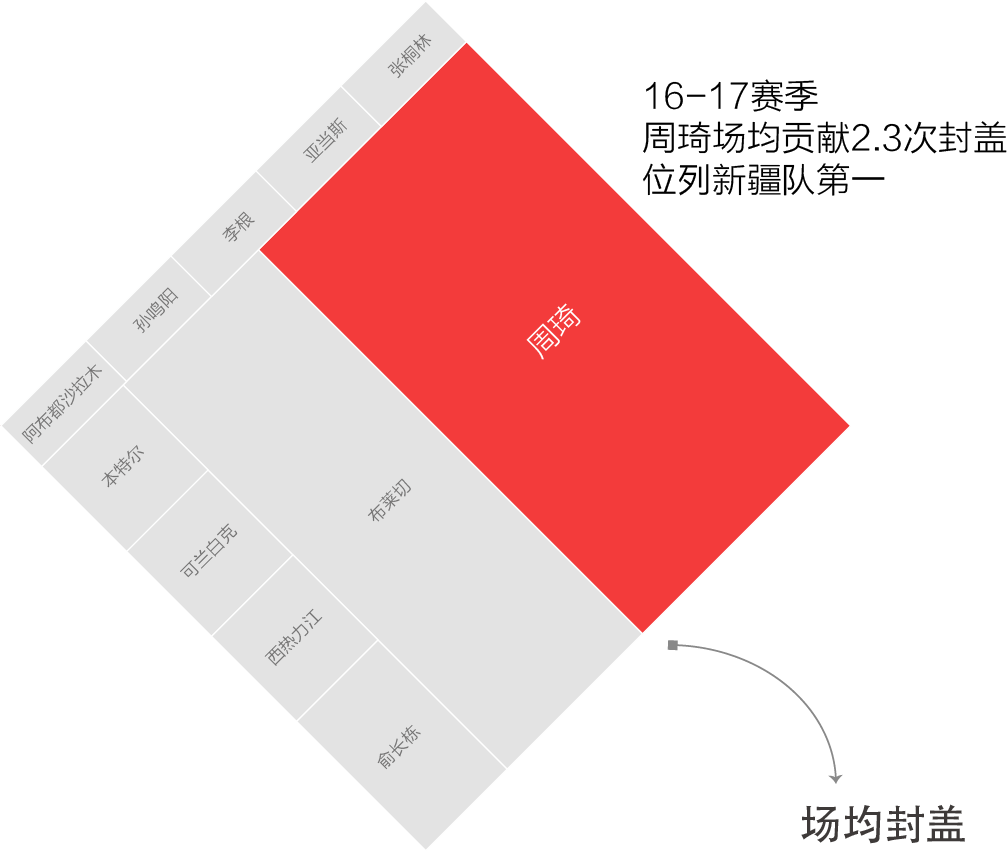 16-17赛季
周琦场均贡献2.3次封盖
位列新疆队第一
张桐林
亚当斯
李根
孙鸣阳
阿布都沙拉木
周琦
布莱切
本特尔
可兰白克
西热力江
俞长栋
场均封盖